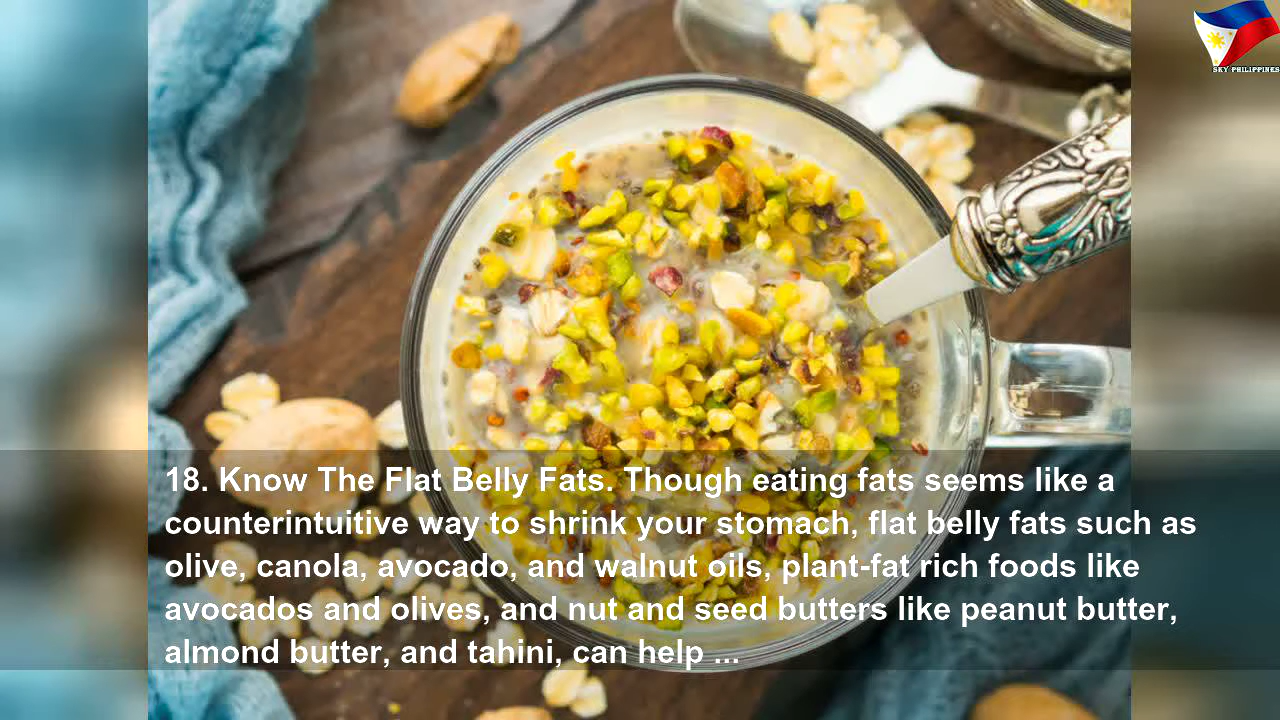 SKY PHILIPPINES
18. Know The Flat Belly Fats. Though eating fats seems like a
counterintuitive way to shrink your stomach, flat belly fats such as
olive, canola, avocado, and walnut oils, plant-fat rich foods like
avocados and olives, and nut and seed butters like peanut butter,
almond butter, and tahini, can help ...